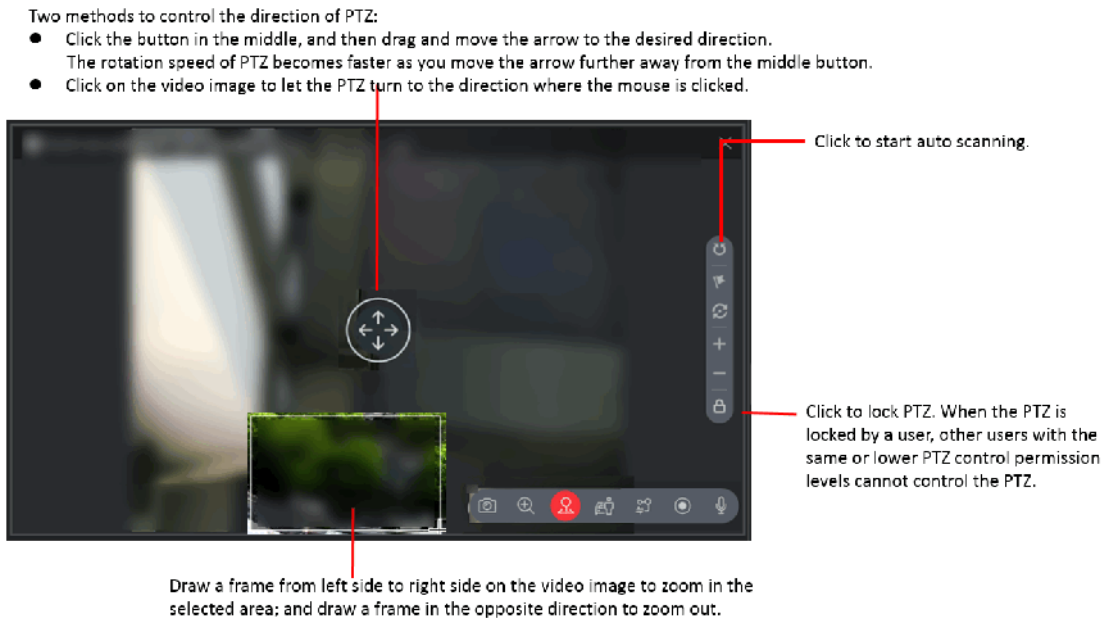 Two methods to control the direction of PTZ:
● Click the button in the middle, and then drag and move the arrow to the desired direction.
The rotation speed of PTZ becomes faster as you move the arrow further away from the middle button.
● Click on the video image to let the PTZ turn to the direction where the mouse is clicked.
Click to start auto scanning.
Click to lock PTZ. When the PTZ is
locked by a user, other users with the
same or lower PTZ control permission
levels cannot control the PTZ.
Draw a frame from left side to right side on the video image to zoom in the
selected area; and draw a frame in the opposite direction to zoom out.